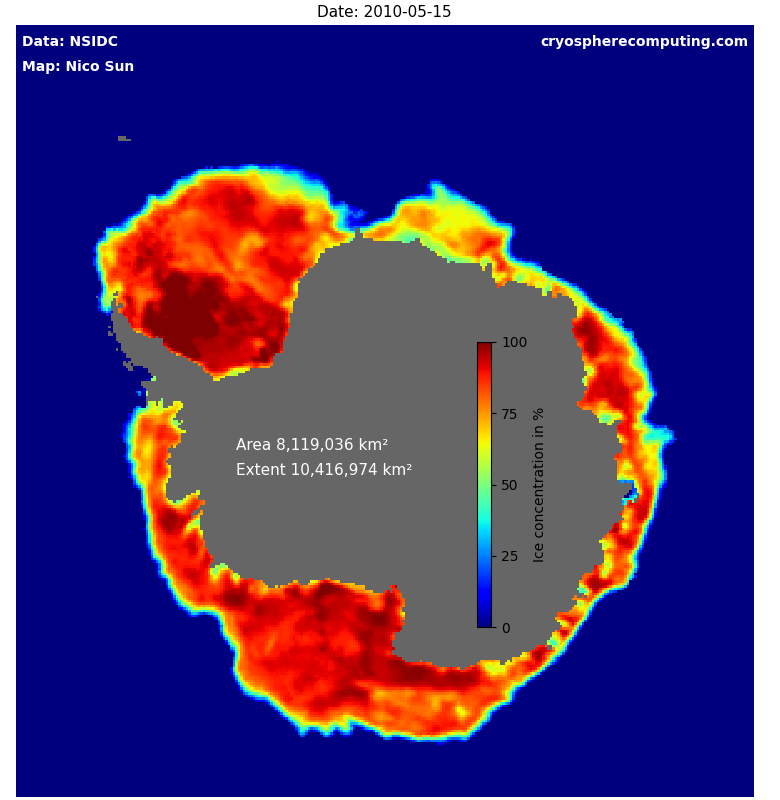 Date: 2010-05-15
Data: NSIDC
cryospherecomputing.com
Map: Nico Sun
Area 8,119,036 km²
Extent 10,416,974 km²
100
75
50
25
0
Ice concentration in %